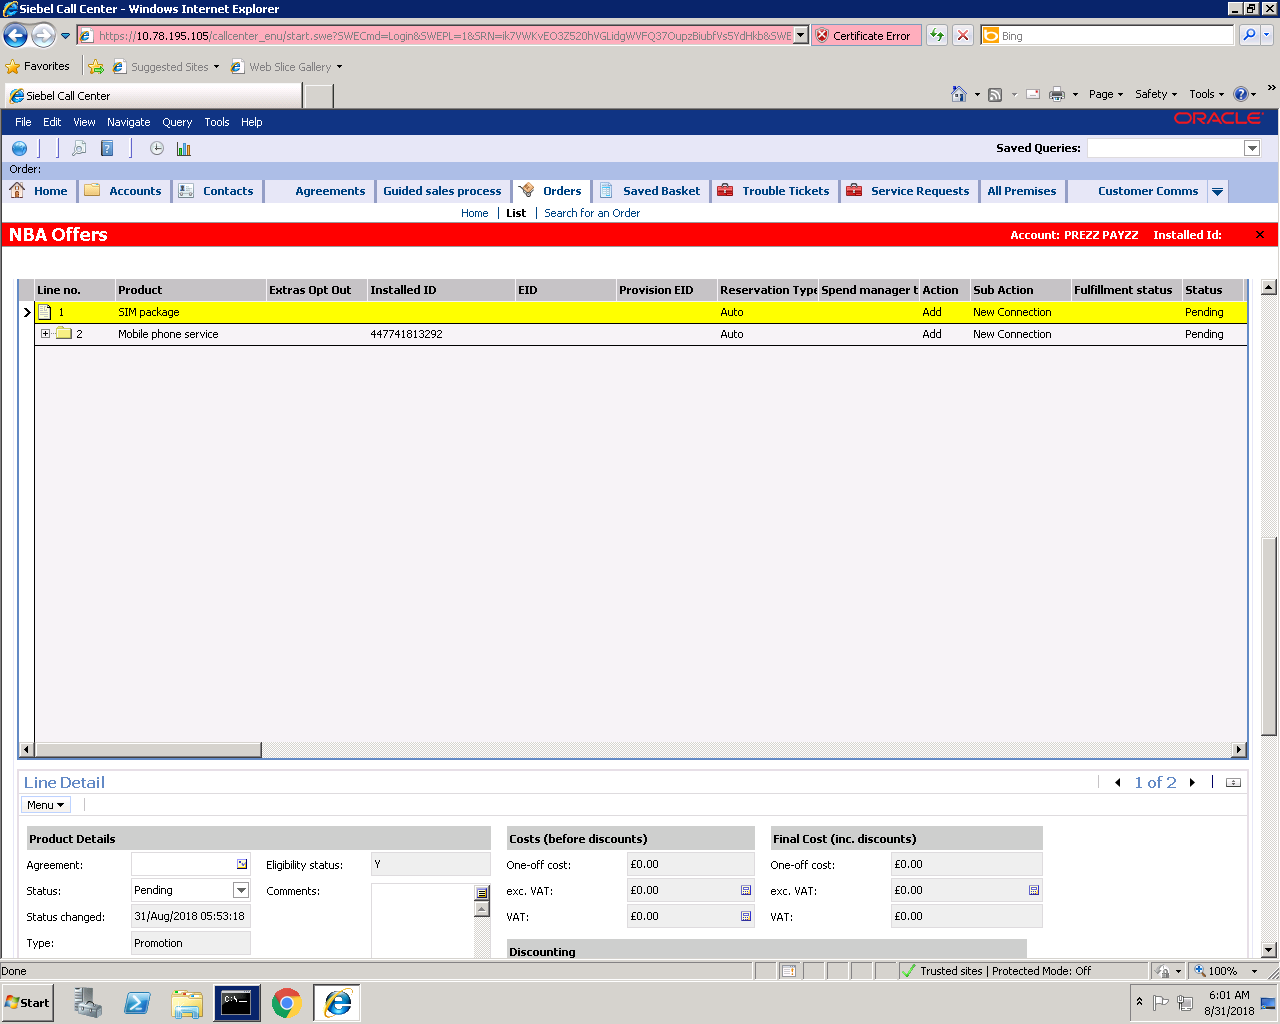 Siebel Call Center - Windows Internet Explorer
https://10.78.195.105/callcenter_enu/start.swe?SWECmd=Login&SWEPL=1&SRN=ik7VWKvEO3Z520hVGLidgWVFQ37OupzBiubfVs5YdHkb&SWE Certificate Error Bing
Favorites Suggested Sites Web Slice Gallery
Siebel Call Center Page Safety Tools
File Edit View Navigate Query Tools Help ORACLE
Saved Queries:
Order:
Home Accounts Contacts Agreements Guided sales process Orders Saved Basket Trouble Tickets Service Requests All Premises Customer Comms
Home | List | Search for an Order
NBA Offers Account: PREZZ PAYZZ Installed Id:
Line no. Product Extras Opt Out Installed ID EID Provision EID Reservation Type Spend manager t Action Sub Action Fulfillment status Status
1 SIM package Auto Add New Connection Pending
2 Mobile phone service 447741813292 Auto Add New Connection Pending
Line Detail 1 of 2
Menu
Product Details Costs (before discounts) Final Cost (inc. discounts)
Agreement: Eligibility status: Y One-off cost: £0.00 One-off cost: £0.00
Status: Pending Comments: exc. VAT: £0.00 exc. VAT: £0.00
Status changed: 31/Aug/2018 05:53:18 VAT: £0.00 VAT: £0.00
Type: Promotion
Discounting
Done Trusted sites | Protected Mode: Off 100%
Start C:\ 6:01 AM
8/31/2018